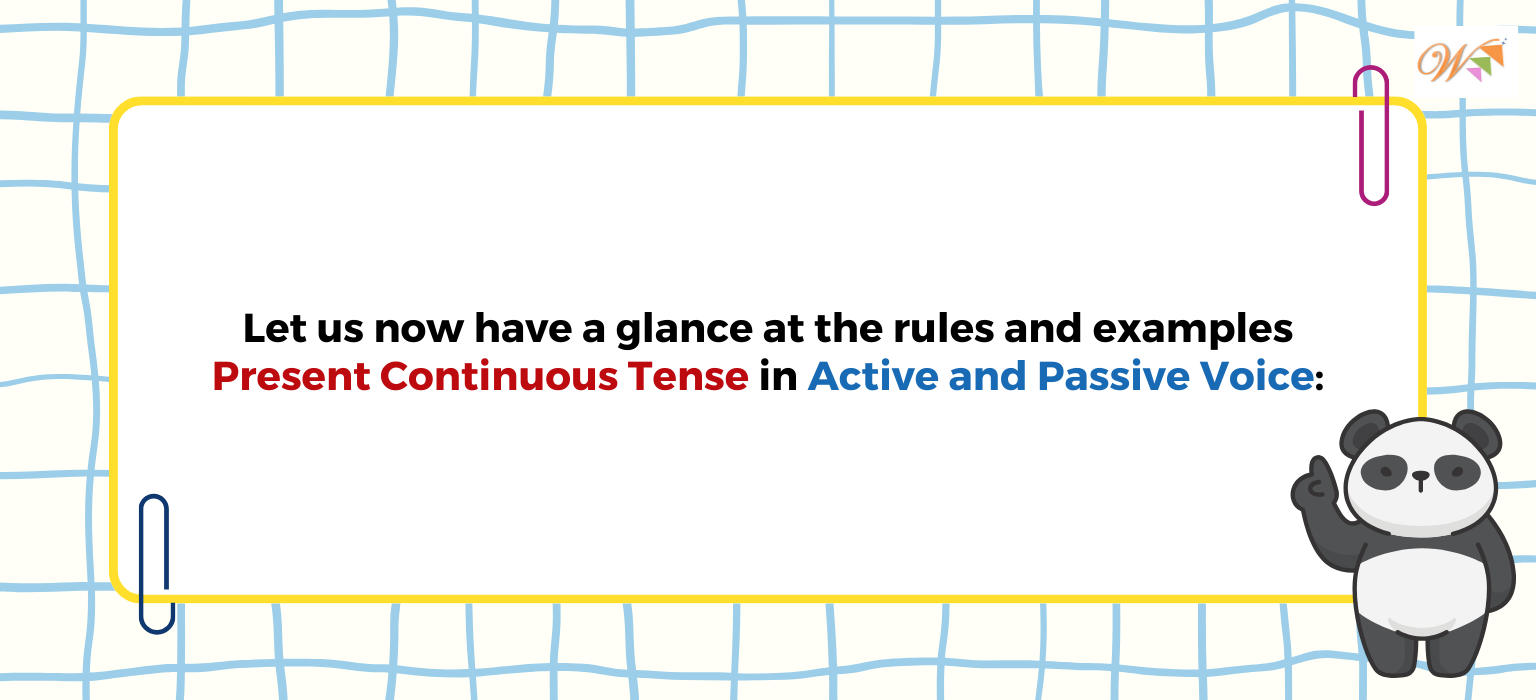 Let us now have a glance at the rules and examples
Present Continuous Tense in Active and Passive Voice:
W